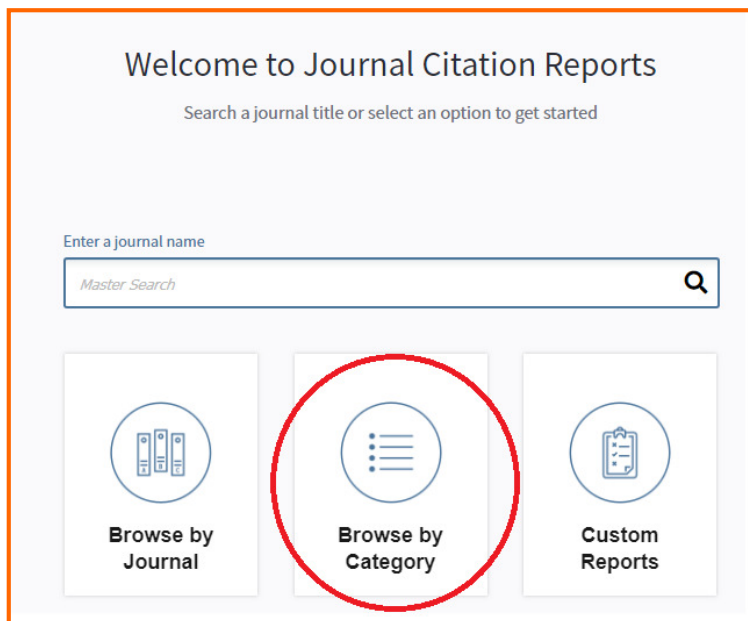 Welcome to Journal Citation Reports
Search a journal title or select an option to get started
Enter a journal name
Master Search
Browse by
Journal
Browse by
Category
Custom
Reports